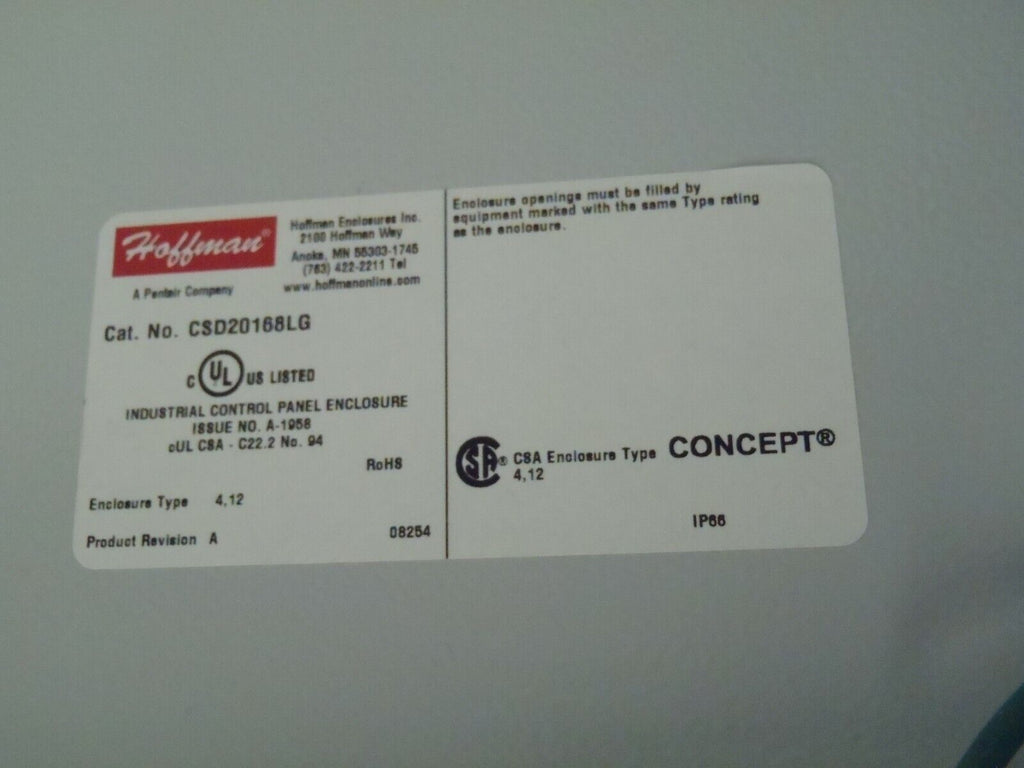 Hoffman®
A Pentair Company
Hoffman Enclosures Inc.
2100 Hoffman Way
Anoka, MN 55303-1745
(763) 422-2211 Tel
www.hoffmanonline.com
Cat. No. CSD20168LG
C UL US LISTED
INDUSTRIAL CONTROL PANEL ENCLOSURE
ISSUE NO. A-1958
cUL CSA - C22.2 No. 94
RoHS
Enclosure Type 4,12
Product Revision A 08254
Enclosure openings must be filled by
equipment marked with the same Type rating
as the enclosure.
CSA® CSA Enclosure Type CONCEPT®
4,12
IP66